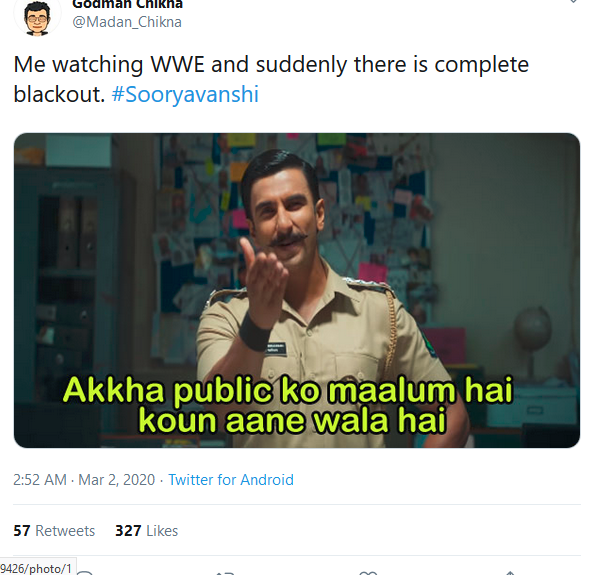 Godman Chikna
@Madan_Chikna
Me watching WWE and suddenly there is complete
blackout. #Sooryavanshi
Akkha public ko maalum hai
koun aane wala hai
2:52 AM · Mar 2, 2020 · Twitter for Android
57 Retweets 327 Likes
9426/photo/1